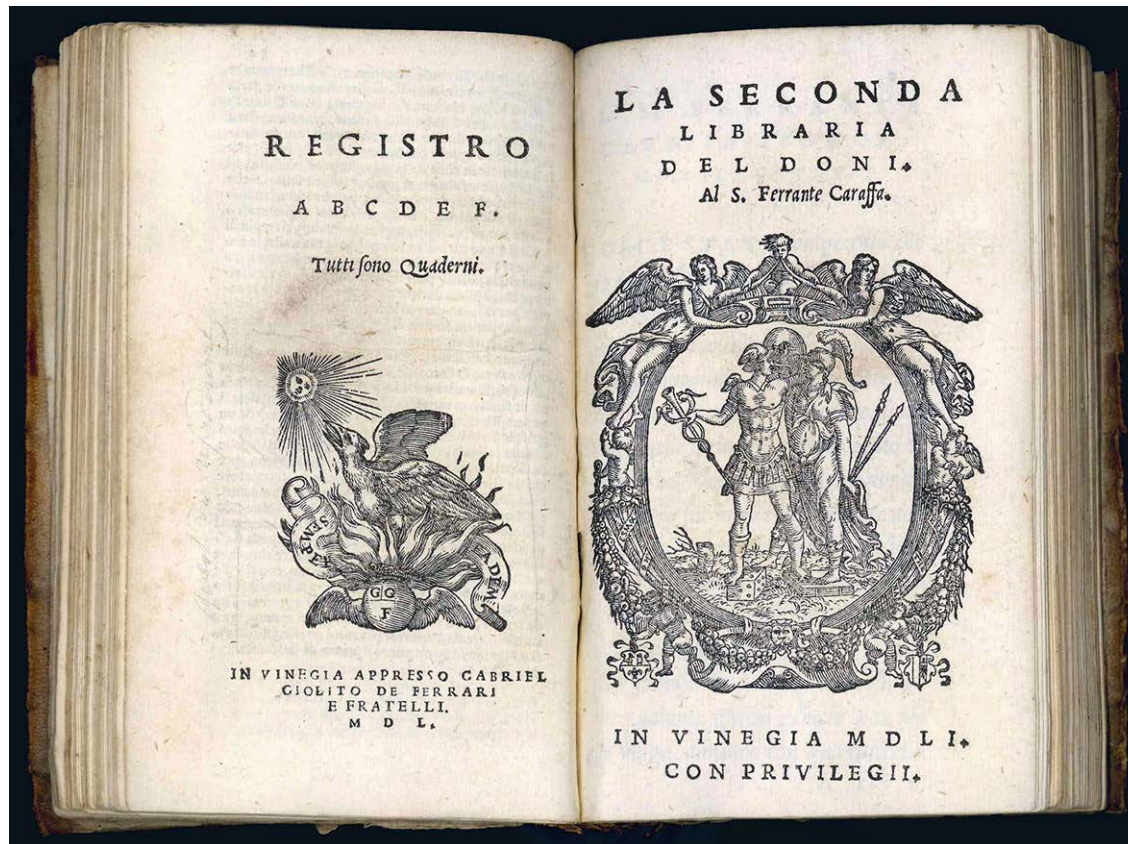 REGISTRO
A B C D E F.
Tutti sono Quaderni.
SEMPER
EADEM
G G
F
IN VINEGIA APPRESSO GABRIEL
GIOLITO DE FERRARI
E FRATELLI.
M D L.
LA SECONDA
LIBRARIA
DEL DONI.
Al S. Ferrante Caraffa.
IN VINEGIA M D L I.
CON PRIVILEGII.